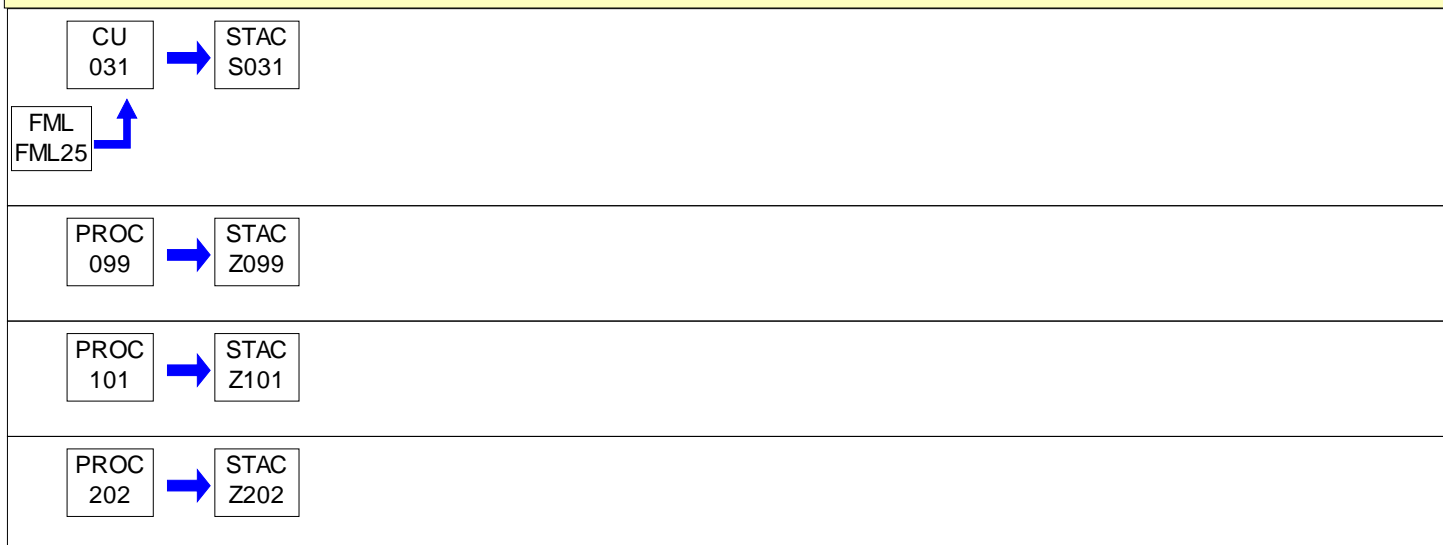 CU
031
STAC
S031
FML
FML25
PROC
099
STAC
Z099
PROC
101
STAC
Z101
PROC
202
STAC
Z202